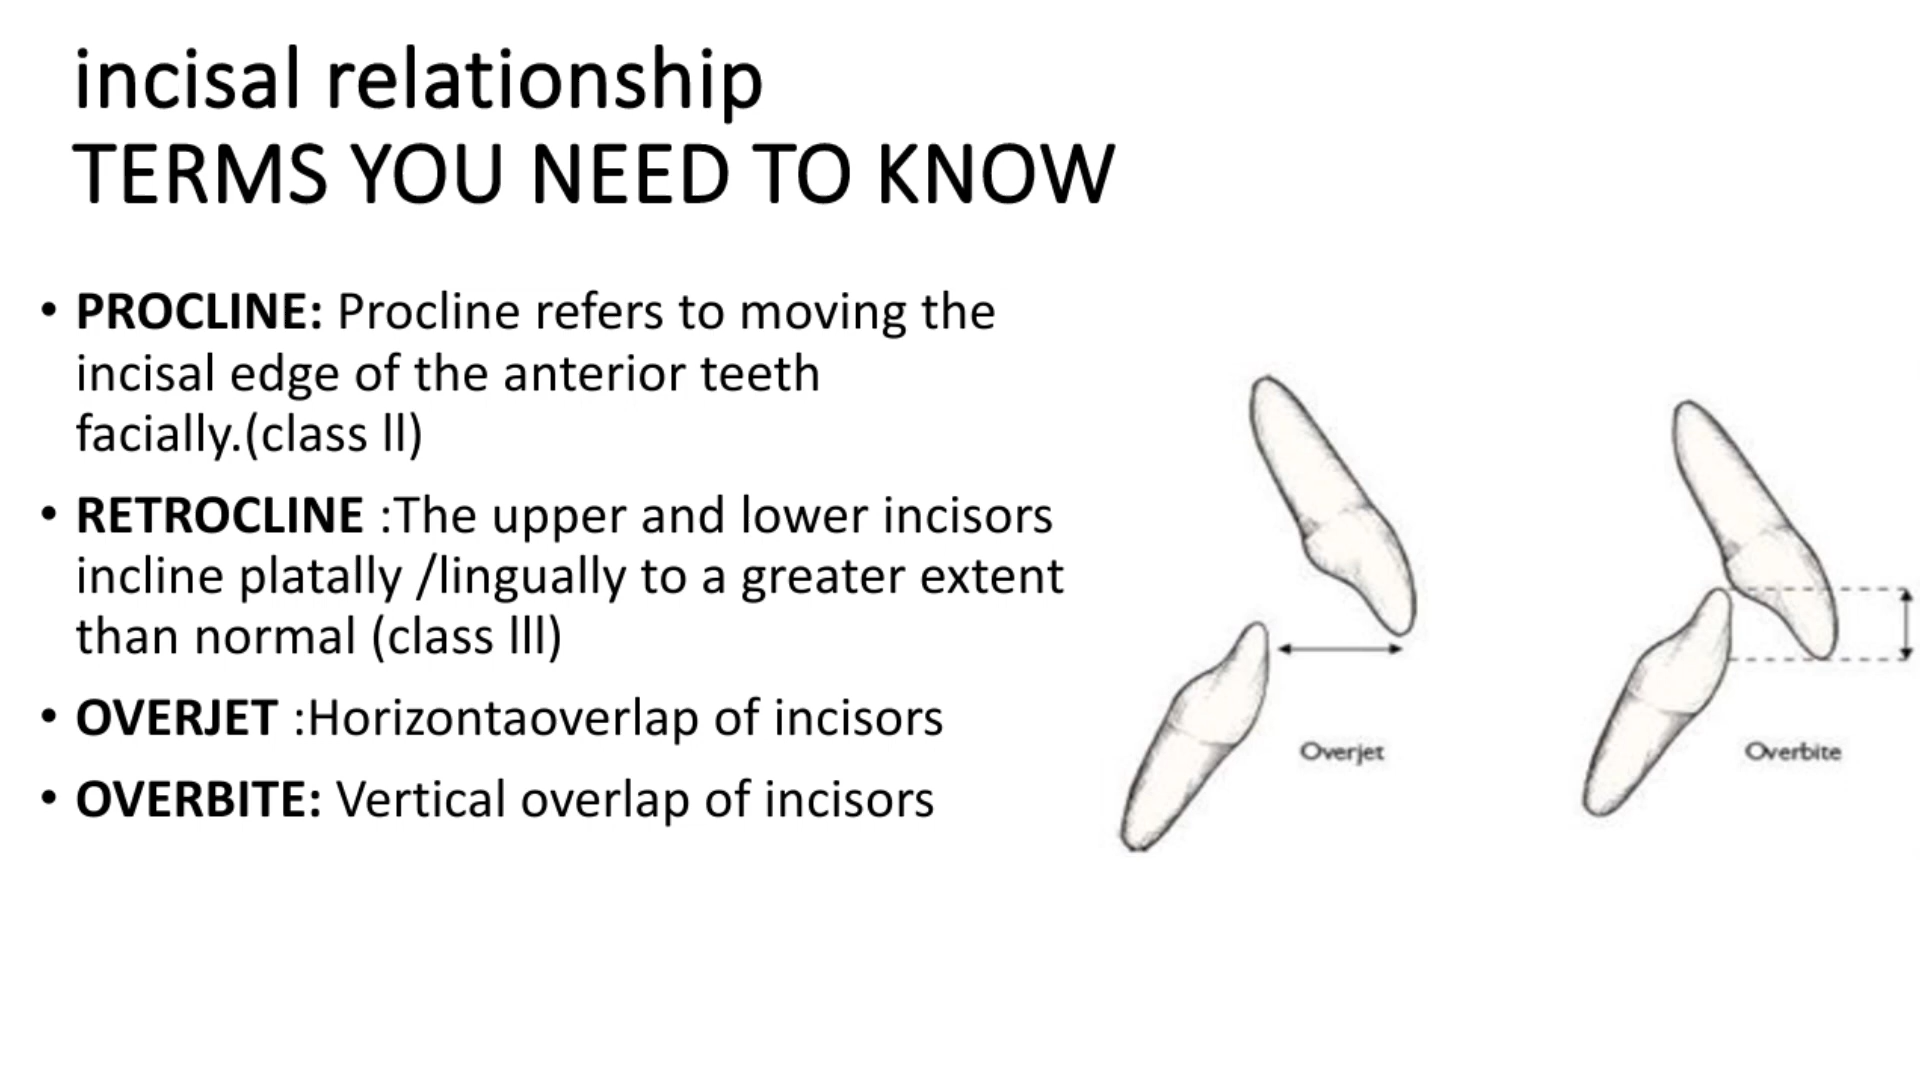 incisal relationship
TERMS YOU NEED TO KNOW
• PROCLINE: Procline refers to moving the
incisal edge of the anterior teeth
facially.(class ll)
• RETROCLINE :The upper and lower incisors
incline platally /lingually to a greater extent
than normal (class lll)
• OVERJET :Horizontaoverlap of incisors
• OVERBITE: Vertical overlap of incisors
Overjet
Overbite